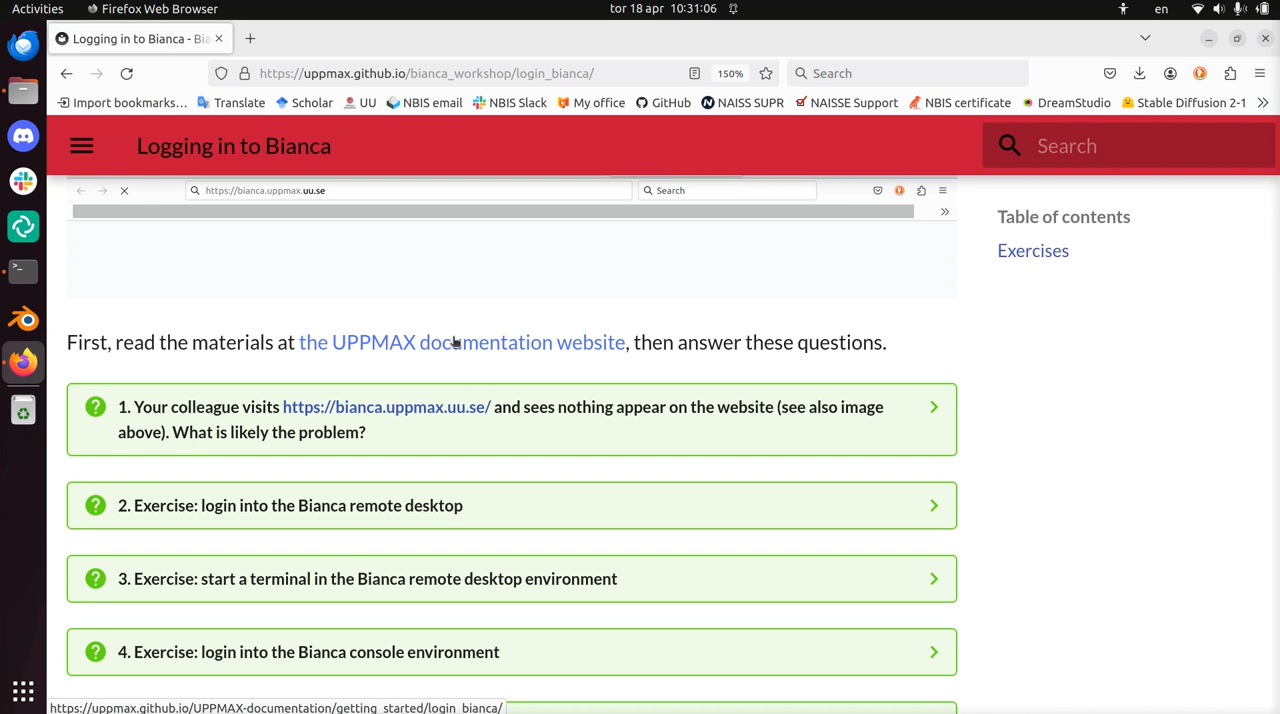 Activities
Firefox Web Browser
tor 18 apr 10:31:06
en
Logging in to Bianca - Bia
https://uppmax.github.io/bianca_workshop/login_bianca/
150%
Search
Import bookmarks…
Translate
Scholar
UU
NBIS email
NBIS Slack
My office
GitHub
NAISS SUPR
NAISSE Support
NBIS certificate
DreamStudio
Stable Diffusion 2-1
Logging in to Bianca
Search
https://bianca.uppmax.uu.se
Search
Table of contents
Exercises
First, read the materials at the UPPMAX documentation website, then answer these questions.
1. Your colleague visits https://bianca.uppmax.uu.se/ and sees nothing appear on the website (see also image
above). What is likely the problem?
2. Exercise: login into the Bianca remote desktop
3. Exercise: start a terminal in the Bianca remote desktop environment
4. Exercise: login into the Bianca console environment
https://uppmax.github.io/UPPMAX-documentation/getting_started/login_bianca/